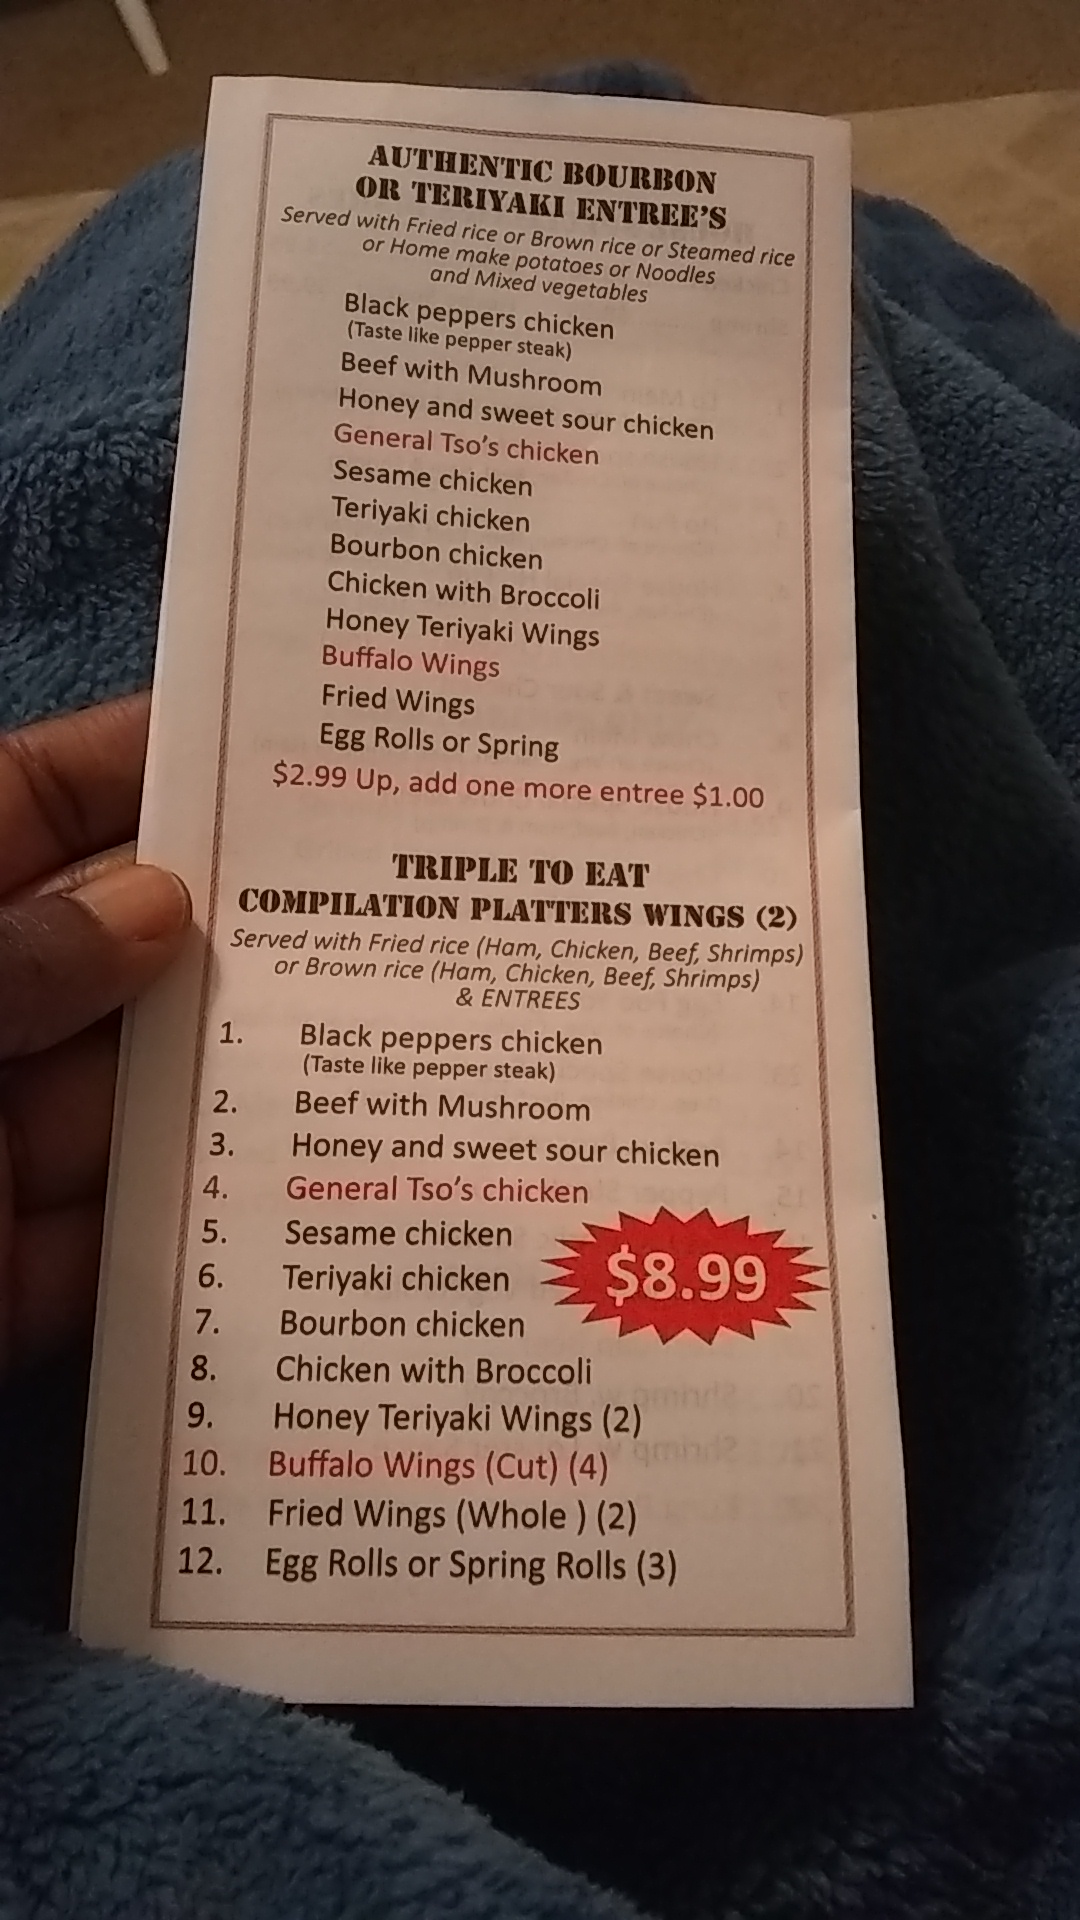 AUTHENTIC BOURBON
OR TERIYAKI ENTREE'S
Served with Fried rice or Brown rice or Steamed rice
or Home make potatoes or Noodles
and Mixed vegetables
Black peppers chicken
(Taste like pepper steak)
Beef with Mushroom
Honey and sweet sour chicken
General Tso's chicken
Sesame chicken
Teriyaki chicken
Bourbon chicken
Chicken with Broccoli
Honey Teriyaki Wings
Buffalo Wings
Fried Wings
Egg Rolls or Spring
$2.99 Up, add one more entree $1.00
TRIPLE TO EAT
COMPILATION PLATTERS WINGS (2)
Served with Fried rice (Ham, Chicken, Beef, Shrimps)
or Brown rice (Ham, Chicken, Beef, Shrimps)
& ENTREES
1. Black peppers chicken
(Taste like pepper steak)
2. Beef with Mushroom
3. Honey and sweet sour chicken
4. General Tso's chicken
5. Sesame chicken
6. Teriyaki chicken
$8.99
7. Bourbon chicken
8. Chicken with Broccoli
9. Honey Teriyaki Wings (2)
10. Buffalo Wings (Cut) (4)
11. Fried Wings (Whole ) (2)
12. Egg Rolls or Spring Rolls (3)